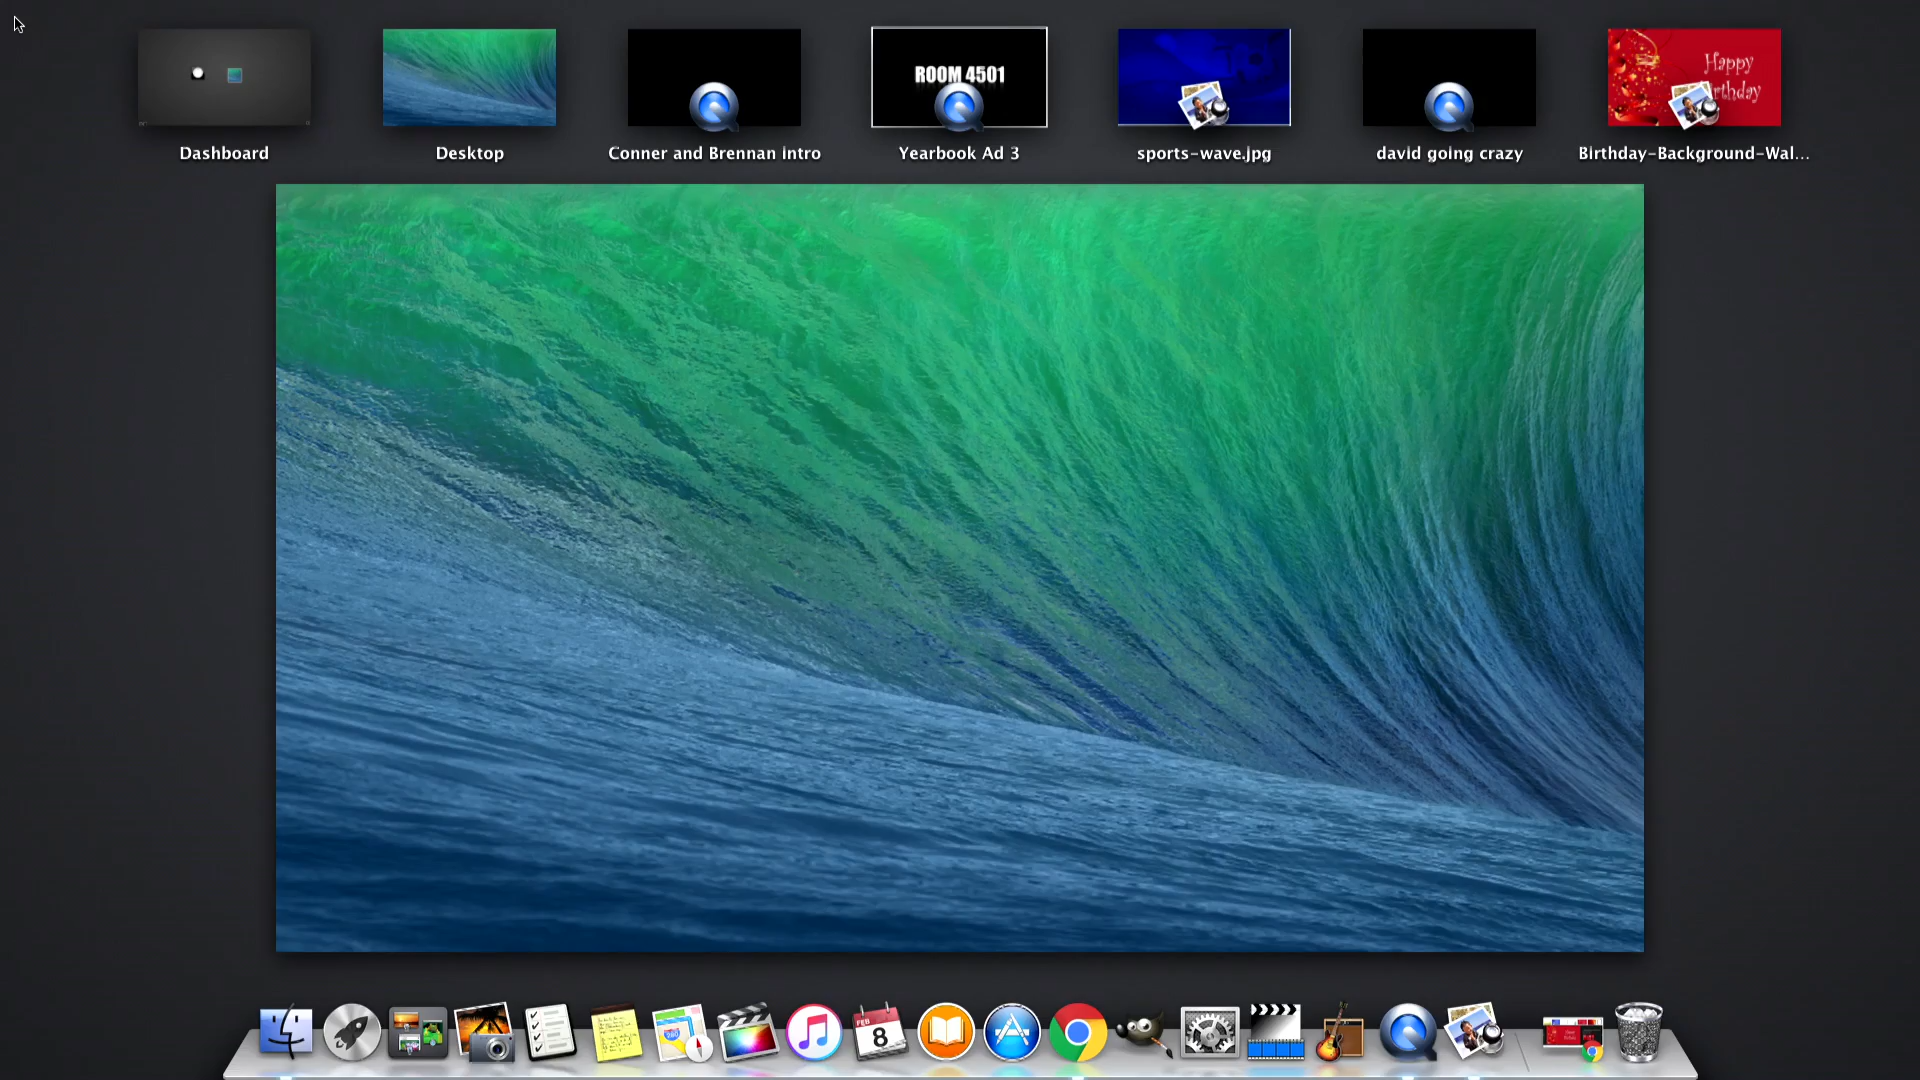 ROOM 4501
Happy
rthday
Dashboard
Desktop
Conner and Brennan intro
Yearbook Ad 3
sports-wave.jpg
david going crazy
Birthday-Background-Wal...
FEB
8